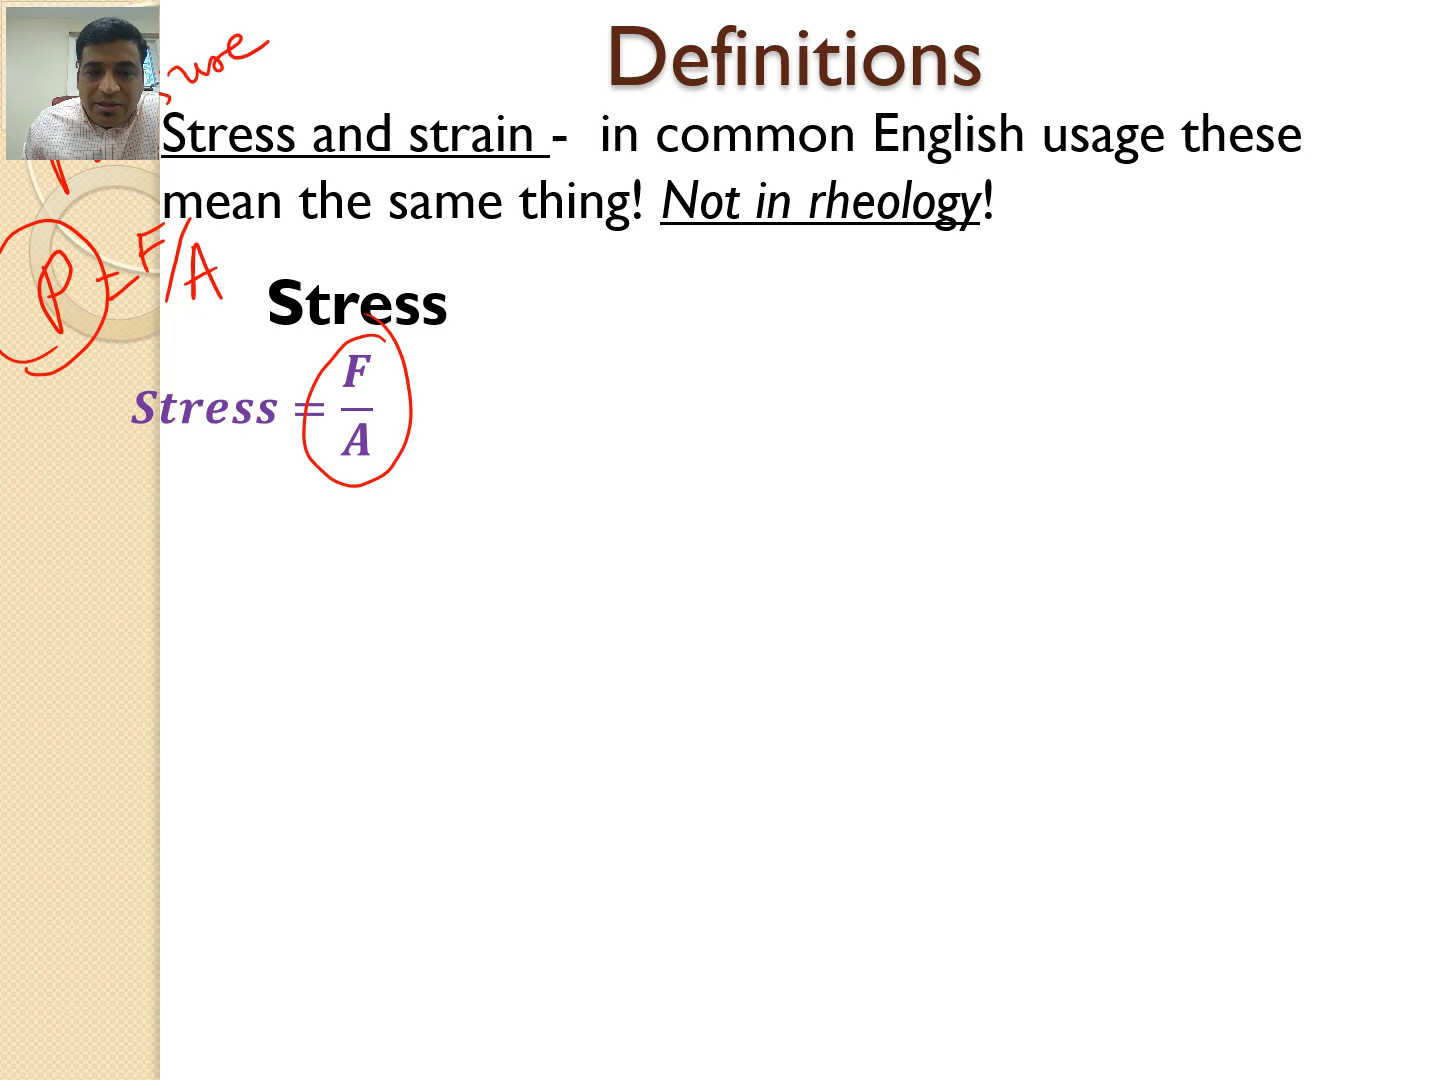 Definitions
Stress and strain - in common English usage these
mean the same thing! Not in rheology!
P = F/A
Stress
Stress = F
A